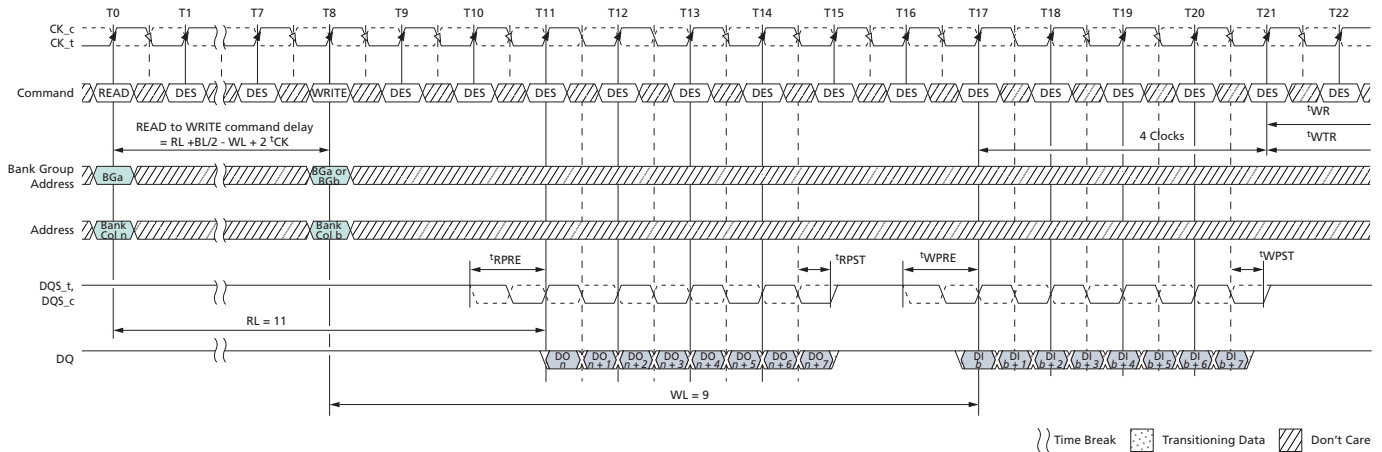 T0 T1 T7 T8 T9 T10 T11 T12 T13 T14 T15 T16 T17 T18 T19 T20 T21 T22
CK_c
CK_t
Command READ DES DES WRITE DES DES DES DES DES DES DES DES DES DES DES DES DES DES
READ to WRITE command delay
= RL +BL/2 - WL + 2 tCK
tWR
4 Clocks tWTR
Bank Group
Address BGa BGa or
BGb
Address Bank
Col n Bank
Col b
tRPRE tRPST tWPRE tWPST
DQS_t,
DQS_c
RL = 11
DQ DO
n DO
n + 1 DO
n + 2 DO
n + 3 DO
n + 4 DO
n + 5 DO
n + 6 DO
n + 7 DI
b DI
b + 1 DI
b + 2 DI
b + 3 DI
b + 4 DI
b + 5 DI
b + 6 DI
b + 7
WL = 9
Time Break Transitioning Data Don't Care